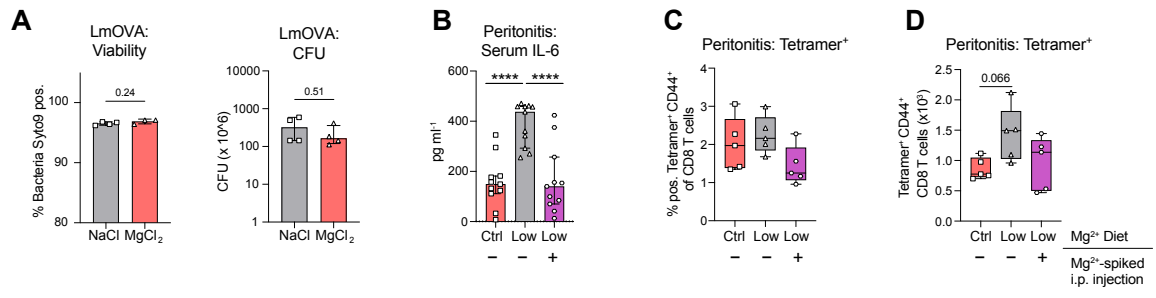 A
LmOVA:
Viability
% Bacteria Syto9 pos.
100
90
80
0.24
NaCl MgCl₂
LmOVA:
CFU
CFU (x 10^6)
10000
1000
100
10
1
0.51
NaCl MgCl₂
B
Peritonitis:
Serum IL-6
pg ml⁻¹
600
400
200
0
**** ****
Ctrl Low Low
– – +
C
Peritonitis: Tetramer⁺
% pos. Tetramer⁺ CD44⁺
of CD8 T cells
4
3
2
1
0
Ctrl Low Low
– – +
D
Peritonitis: Tetramer⁺
Tetramer⁺ CD44⁺
CD8 T cells (x10³)
2.5
2.0
1.5
1.0
0.5
0.0
0.066
Ctrl Low Low Mg²⁺ Diet
– – + Mg²⁺-spiked
i.p. injection